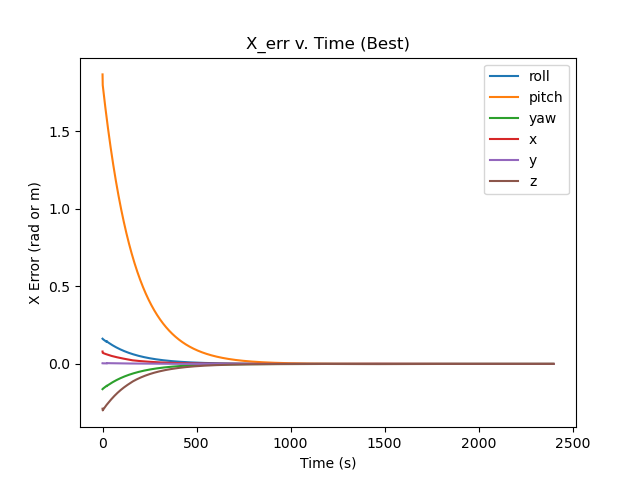 X_err v. Time (Best)
X Error (rad or m)
1.5
1.0
0.5
0.0
0
500
1000
1500
2000
2500
Time (s)
roll
pitch
yaw
x
y
z